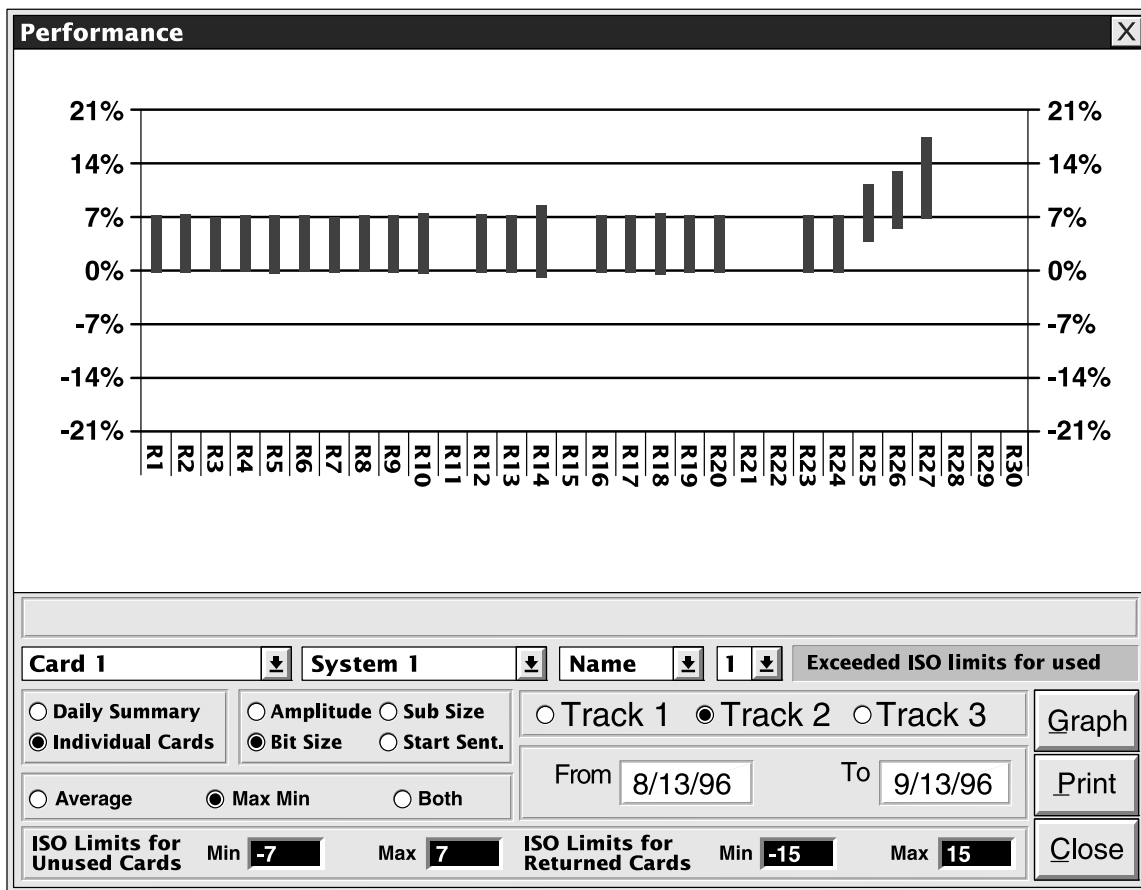 Performance X
21% 21%
14% 14%
7% 7%
0% 0%
-7% -7%
-14% -14%
-21% -21%
R1 R2 R3 R4 R5 R6 R7 R8 R9 R10 R11 R12 R13 R14 R15 R16 R17 R18 R19 R20 R21 R22 R23 R24 R25 R26 R27 R28 R29 R30
Card 1 System 1 Name 1 Exceeded ISO limits for used
Daily Summary
Individual Cards
Amplitude Sub Size
Bit Size Start Sent.
Track 1 Track 2 Track 3
Graph
Average Max Min Both
From 8/13/96 To 9/13/96
Print
ISO Limits for
Unused Cards Min -7 Max 7
ISO Limits for
Returned Cards Min -15 Max 15
Close